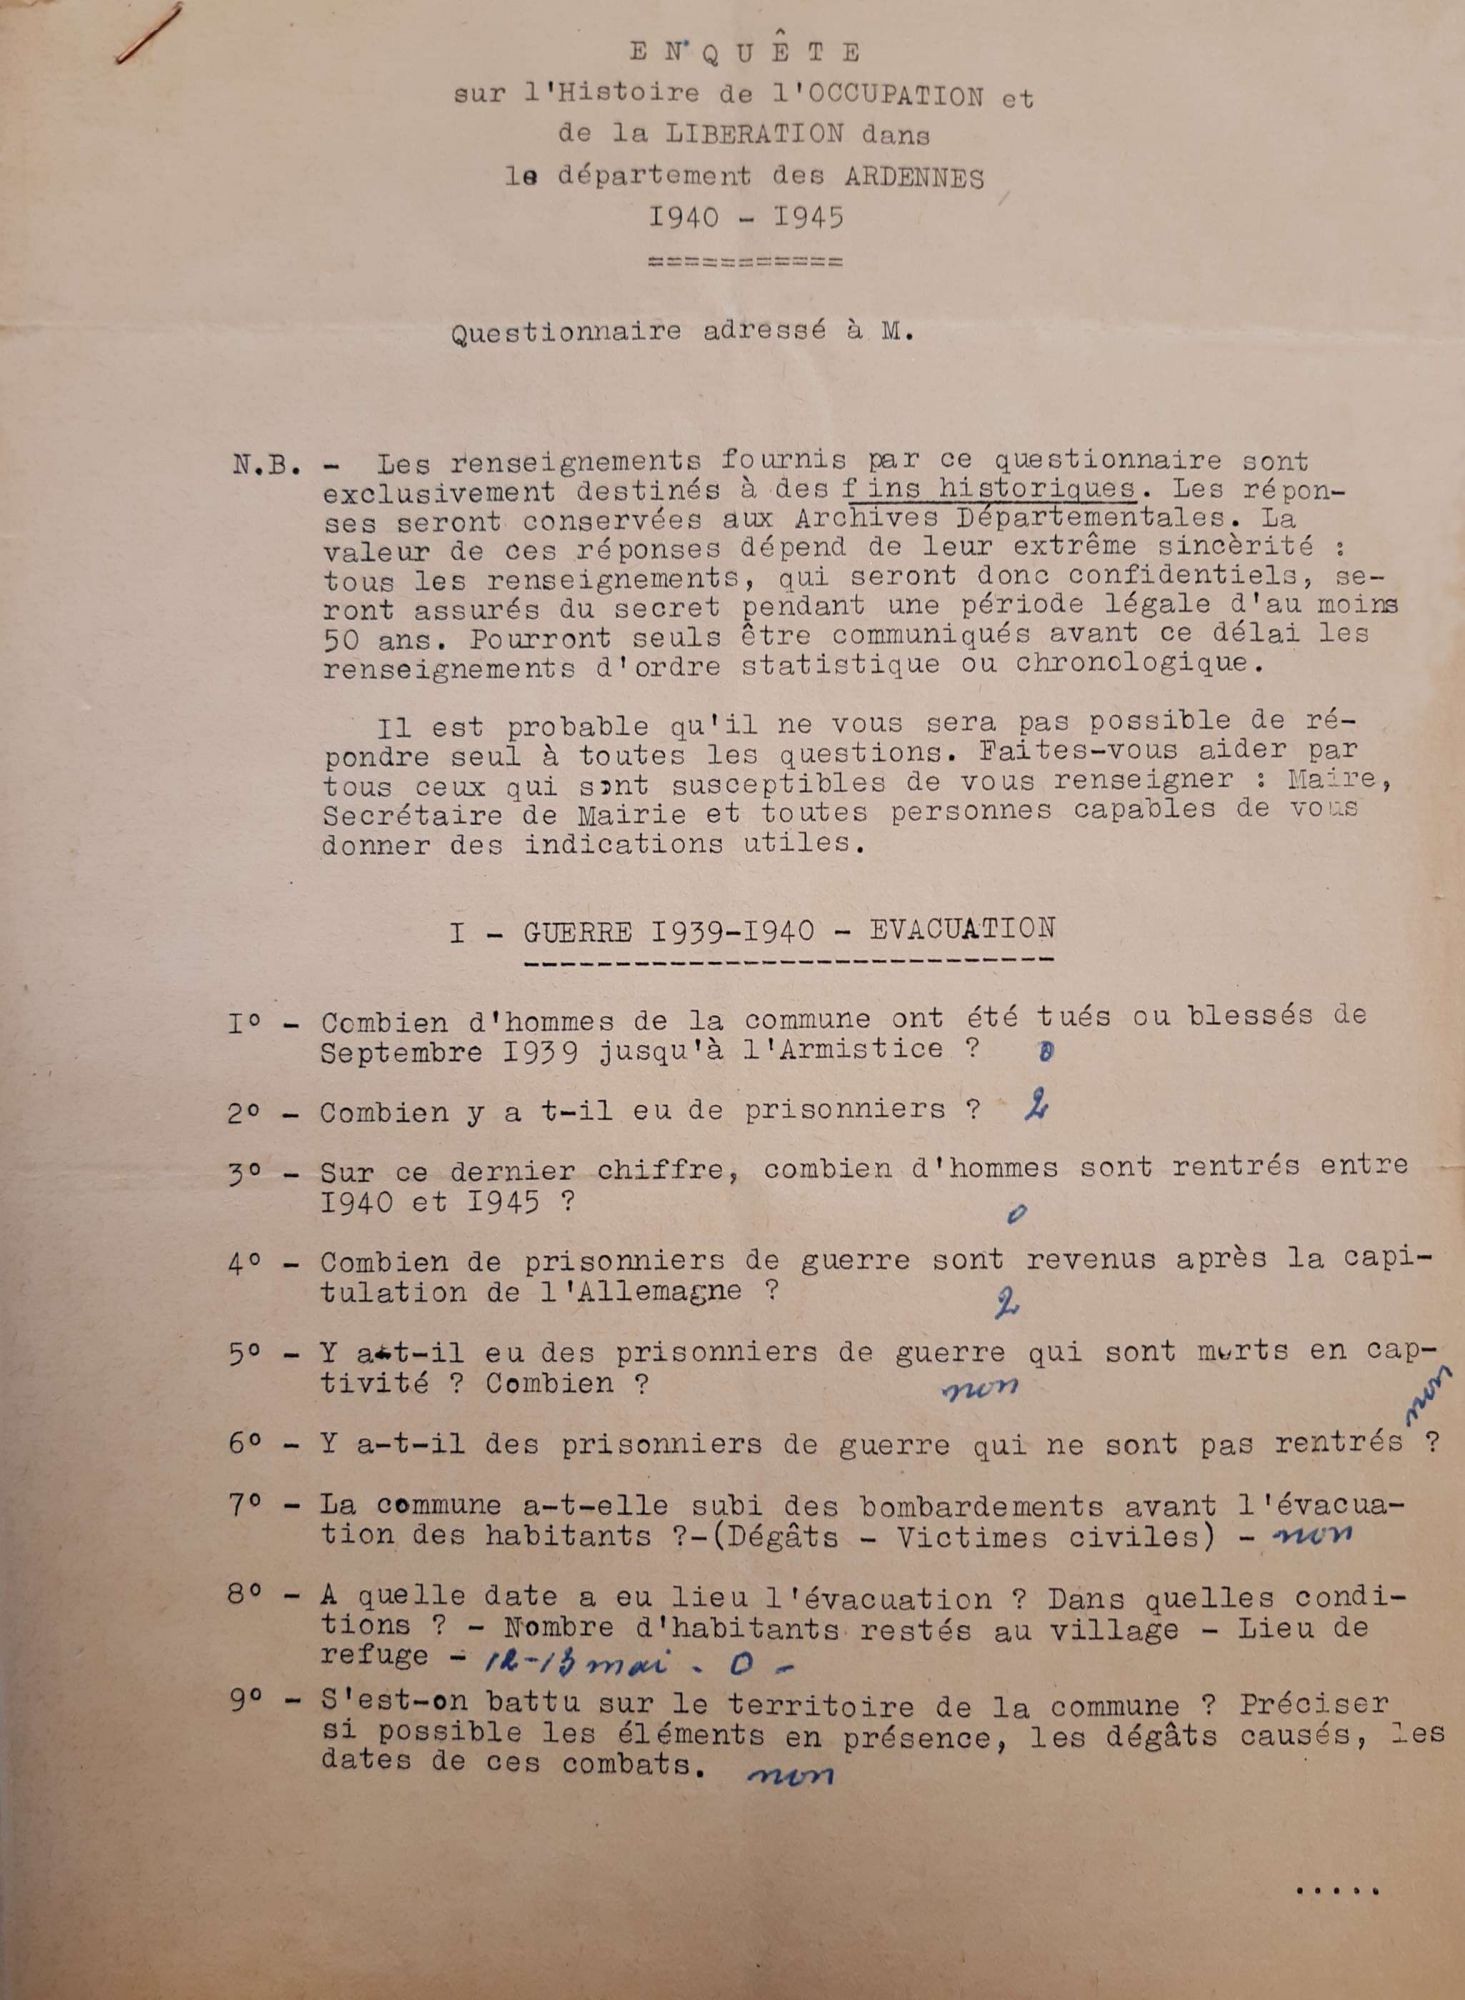 E N Q U Ê T E
sur l'Histoire de l'OCCUPATION et
de la LIBERATION dans
le département des ARDENNES
I940 - I945
===========
Questionnaire adressé à M.
N.B. - Les renseignements fournis par ce questionnaire sont
exclusivement destinés à des fins historiques. Les répon-
ses seront conservées aux Archives Départementales. La
valeur de ces réponses dépend de leur extrême sincèrité :
tous les renseignements, qui seront donc confidentiels, se-
ront assurés du secret pendant une période légale d'au moins
50 ans. Pourront seuls être communiqués avant ce délai les
renseignements d'ordre statistique ou chronologique.
Il est probable qu'il ne vous sera pas possible de ré-
pondre seul à toutes les questions. Faites-vous aider par
tous ceux qui sont susceptibles de vous renseigner : Maire,
Secrétaire de Mairie et toutes personnes capables de vous
donner des indications utiles.
I - GUERRE I939-I940 - EVACUATION
I° - Combien d'hommes de la commune ont été tués ou blessés de
Septembre I939 jusqu'à l'Armistice ? 0
2° - Combien y a t-il eu de prisonniers ? 2
3° - Sur ce dernier chiffre, combien d'hommes sont rentrés entre
I940 et I945 ?
0
4° - Combien de prisonniers de guerre sont revenus après la capi-
tulation de l'Allemagne ? 2
5° - Y a-t-il eu des prisonniers de guerre qui sont morts en cap-
tivité ? Combien ? non
6° - Y a-t-il des prisonniers de guerre qui ne sont pas rentrés ? non
7° - La commune a-t-elle subi des bombardements avant l'évacua-
tion des habitants ?-(Dégâts - Victimes civiles) - non
8° - A quelle date a eu lieu l'évacuation ? Dans quelles condi-
tions ? - Nombre d'habitants restés au village - Lieu de
refuge - 12-13 mai - 0 -
9° - S'est-on battu sur le territoire de la commune ? Préciser
si possible les éléments en présence, les dégâts causés, les
dates de ces combats. non
.....